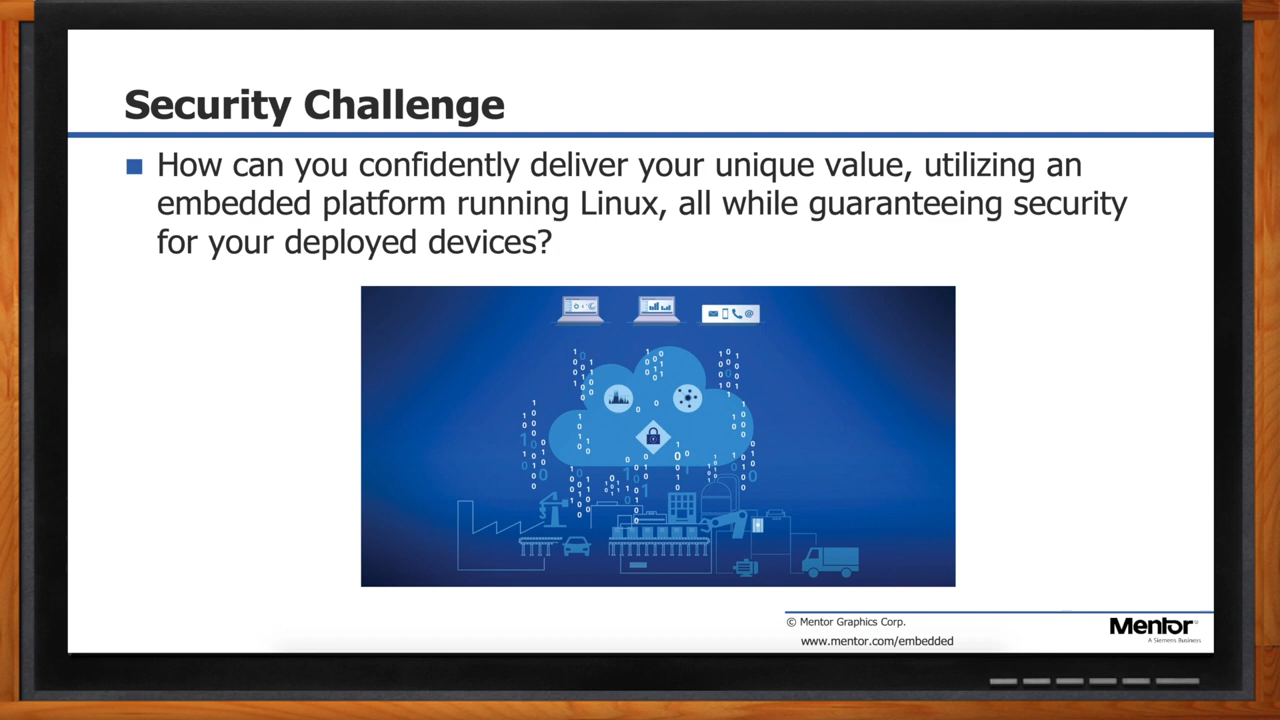 Security Challenge
How can you confidently deliver your unique value, utilizing an
embedded platform running Linux, all while guaranteeing security
for your deployed devices?
© Mentor Graphics Corp.
www.mentor.com/embedded
Mentor
A Siemens Business